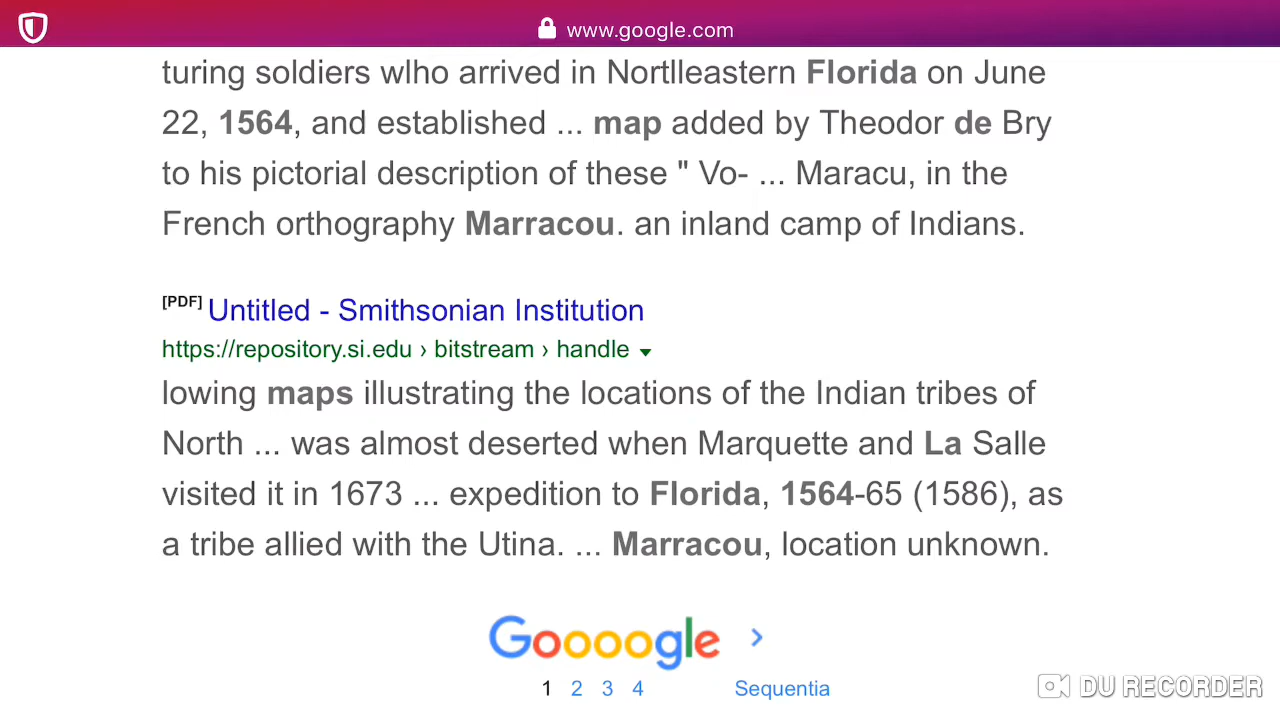 www.google.com
turing soldiers wlho arrived in Nortlleastern Florida on June
22, 1564, and established ... map added by Theodor de Bry
to his pictorial description of these " Vo- ... Maracu, in the
French orthography Marracou. an inland camp of Indians.
[PDF] Untitled - Smithsonian Institution
https://repository.si.edu › bitstream › handle
lowing maps illustrating the locations of the Indian tribes of
North ... was almost deserted when Marquette and La Salle
visited it in 1673 ... expedition to Florida, 1564-65 (1586), as
a tribe allied with the Utina. ... Marracou, location unknown.
Goooogle >
1 2 3 4 Sequentia
DU RECORDER